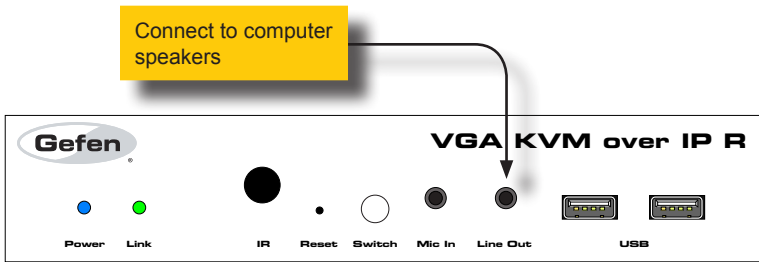 Connect to computer
speakers
Gefen ®
VGA KVM over IP R
Power Link IR Reset Switch Mic In Line Out USB